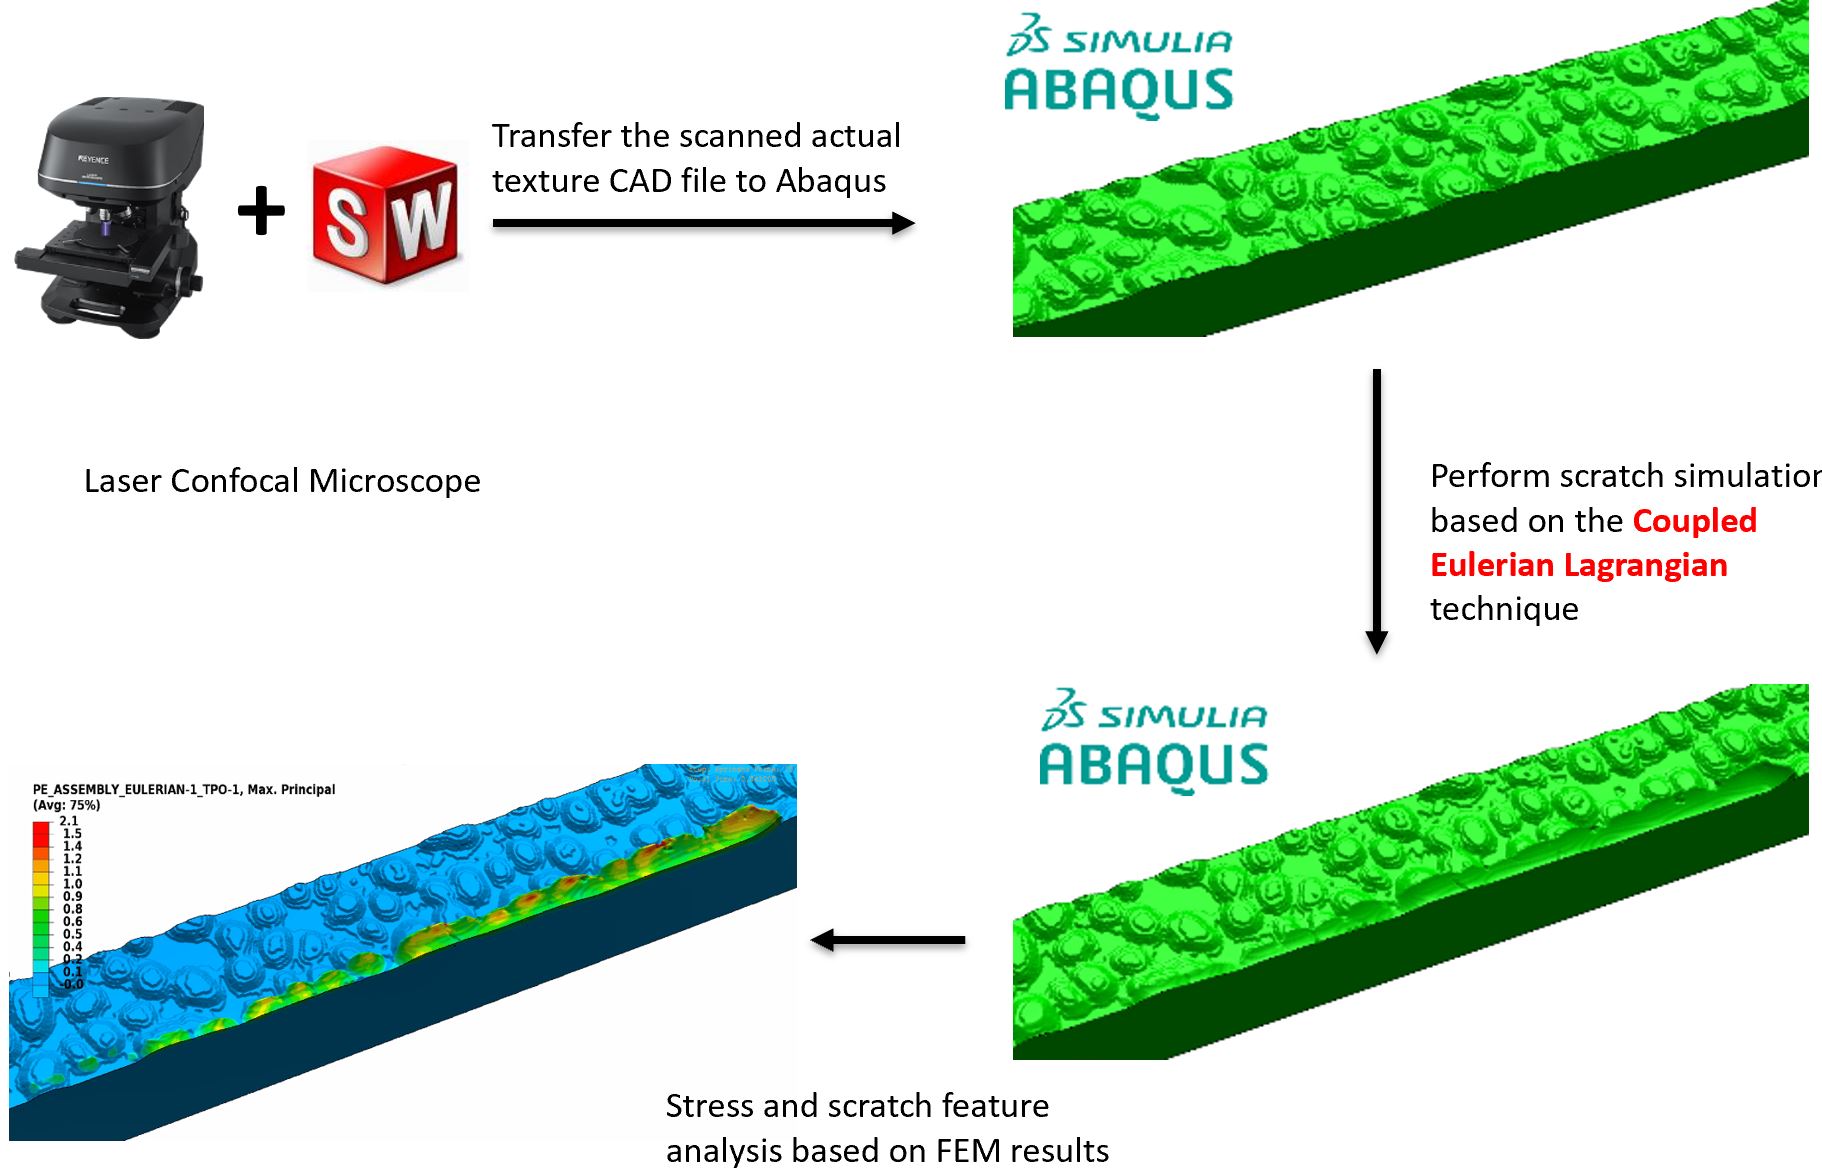 SIMULIA
ABAQUS
KEYENCE
SW
Transfer the scanned actual
texture CAD file to Abaqus
Laser Confocal Microscope
Perform scratch simulation
based on the Coupled
Eulerian Lagrangian
technique
SIMULIA
ABAQUS
PE_ASSEMBLY_EULERIAN-1_TPO-1, Max. Principal
(Avg: 75%)
2.1
1.5
1.4
1.2
1.1
1.0
0.9
0.8
0.6
0.5
0.4
0.2
0.1
-0.0
Stress and scratch feature
analysis based on FEM results